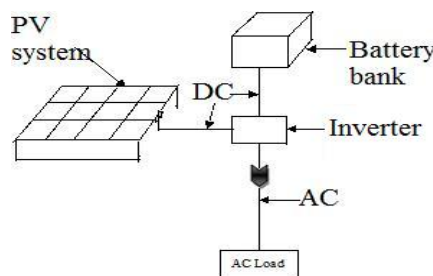 PV
system
Battery
bank
DC
Inverter
AC
AC Load